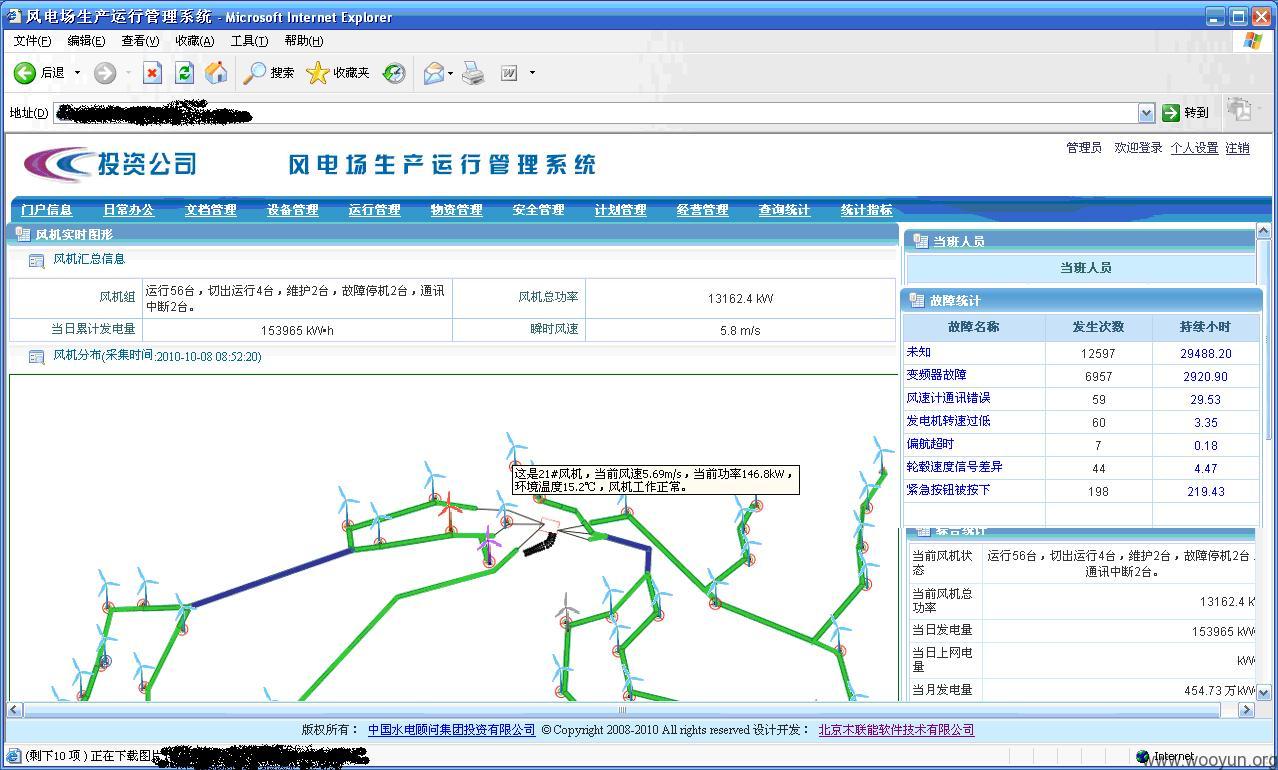 风电场生产运行管理系统 - Microsoft Internet Explorer
文件(F) 编辑(E) 查看(V) 收藏(A) 工具(T) 帮助(H)
后退 搜索 收藏夹
地址(D) 转到
投资公司 风电场生产运行管理系统
管理员 欢迎登录 个人设置 注销
门户信息 日常办公 文档管理 设备管理 运行管理 物资管理 安全管理 计划管理 经营管理 查询统计 统计指标
风机实时图形
风机汇总信息
风机组 运行56台，切出运行4台，维护2台，故障停机2台，通讯
中断2台。
风机总功率 13162.4 kW
当日累计发电量 153965 kW•h 瞬时风速 5.8 m/s
风机分布(采集时间:2010-10-08 08:52:20)
这是21#风机，当前风速5.69m/s，当前功率146.8kW，
环境温度15.2℃，风机工作正常。
当班人员
当班人员
故障统计
故障名称 发生次数 持续小时
未知 12597 29488.20
变频器故障 6957 2920.90
风速计通讯错误 59 29.53
发电机转速过低 60 3.35
偏航超时 7 0.18
轮毂速度信号差异 44 4.47
紧急按钮被按下 198 219.43
综合统计
当前风机状
态
运行56台，切出运行4台，维护2台，故障停机2台
通讯中断2台。
当前风机总
功率
13162.4 k
当日发电量 153965 kW
当日上网电
量
kW
当月发电量 454.73 万kW
版权所有： 中国水电顾问集团投资有限公司 © Copyright 2008-2010 All rights reserved 设计开发： 北京木联能软件技术有限公司
(剩下10 项) 正在下载图片
Internet
www.wooyun.org